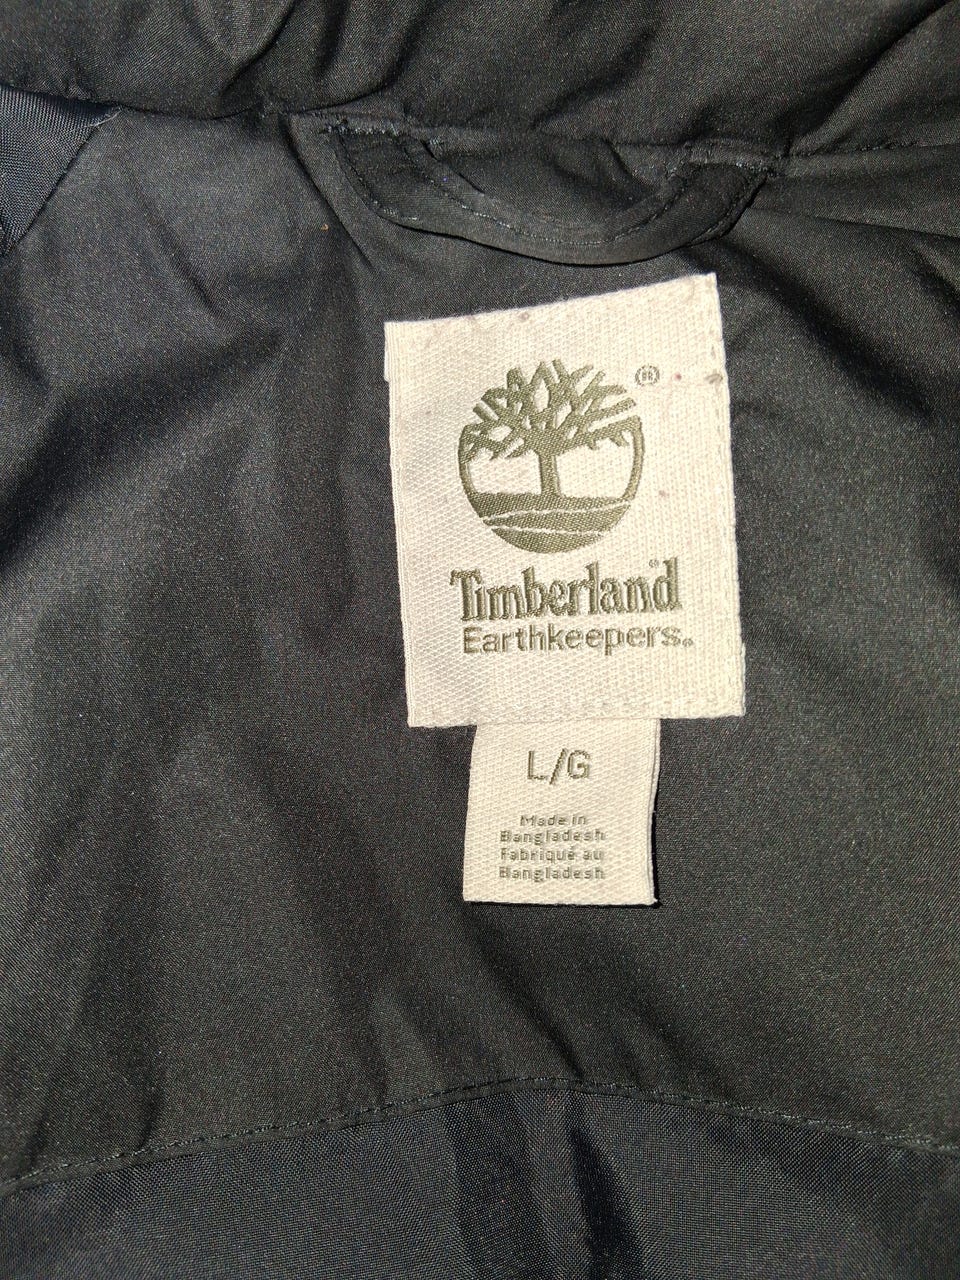 ®
Timberland®
Earthkeepers®
L/G
Made in
Bangladesh
Fabriqué au
Bangladesh